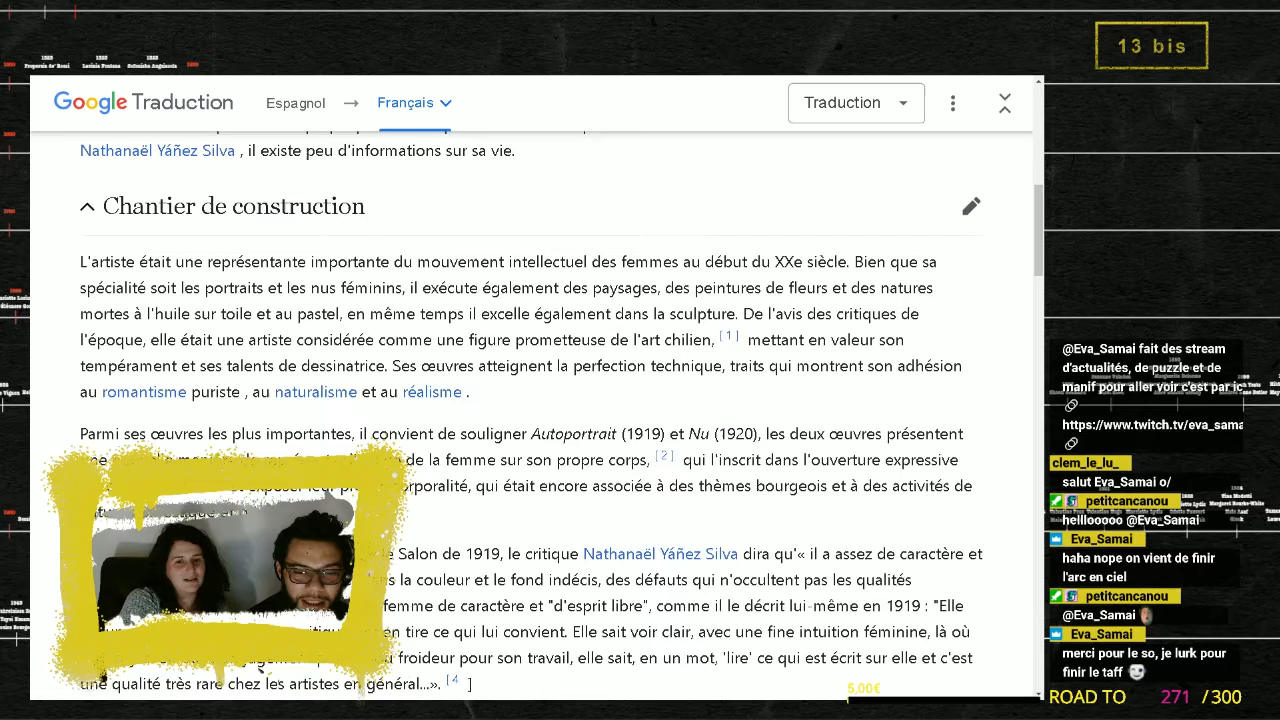 13 bis
Google Traduction Espagnol → Français Traduction
Nathanaël Yáñez Silva , il existe peu d'informations sur sa vie.
Chantier de construction
L'artiste était une représentante importante du mouvement intellectuel des femmes au début du XXe siècle. Bien que sa
spécialité soit les portraits et les nus féminins, il exécute également des paysages, des peintures de fleurs et des natures
mortes à l'huile sur toile et au pastel, en même temps il excelle également dans la sculpture. De l'avis des critiques de
l'époque, elle était une artiste considérée comme une figure prometteuse de l'art chilien, [1] mettant en valeur son
tempérament et ses talents de dessinatrice. Ses œuvres atteignent la perfection technique, traits qui montrent son adhésion
au romantisme puriste , au naturalisme et au réalisme .
Parmi ses œuvres les plus importantes, il convient de souligner Autoportrait (1919) et Nu (1920), les deux œuvres présentent
de la femme sur son propre corps, [2] qui l'inscrit dans l'ouverture expressive
corporalité, qui était encore associée à des thèmes bourgeois et à des activités de
Salon de 1919, le critique Nathanaël Yáñez Silva dira qu'« il a assez de caractère et
la couleur et le fond indécis, des défauts qui n'occultent pas les qualités
femme de caractère et "d'esprit libre", comme il le décrit lui-même en 1919 : "Elle
en tire ce qui lui convient. Elle sait voir clair, avec une fine intuition féminine, là où
froideur pour son travail, elle sait, en un mot, 'lire' ce qui est écrit sur elle et c'est
une qualité très rare chez les artistes en général...». [4 ]
5,00€
@Eva_Samai fait des stream
d'actualités, de puzzle et de
manif pour aller voir c'est par ic
https://www.twitch.tv/eva_sama
clem_le_lu_
salut Eva_Samai o/
petitcancanou
hellooooo @Eva_Samai
Eva_Samai
haha nope on vient de finir
l'arc en ciel
petitcancanou
@Eva_Samai
Eva_Samai
merci pour le so, je lurk pour
finir le taff
ROAD TO 271 / 300